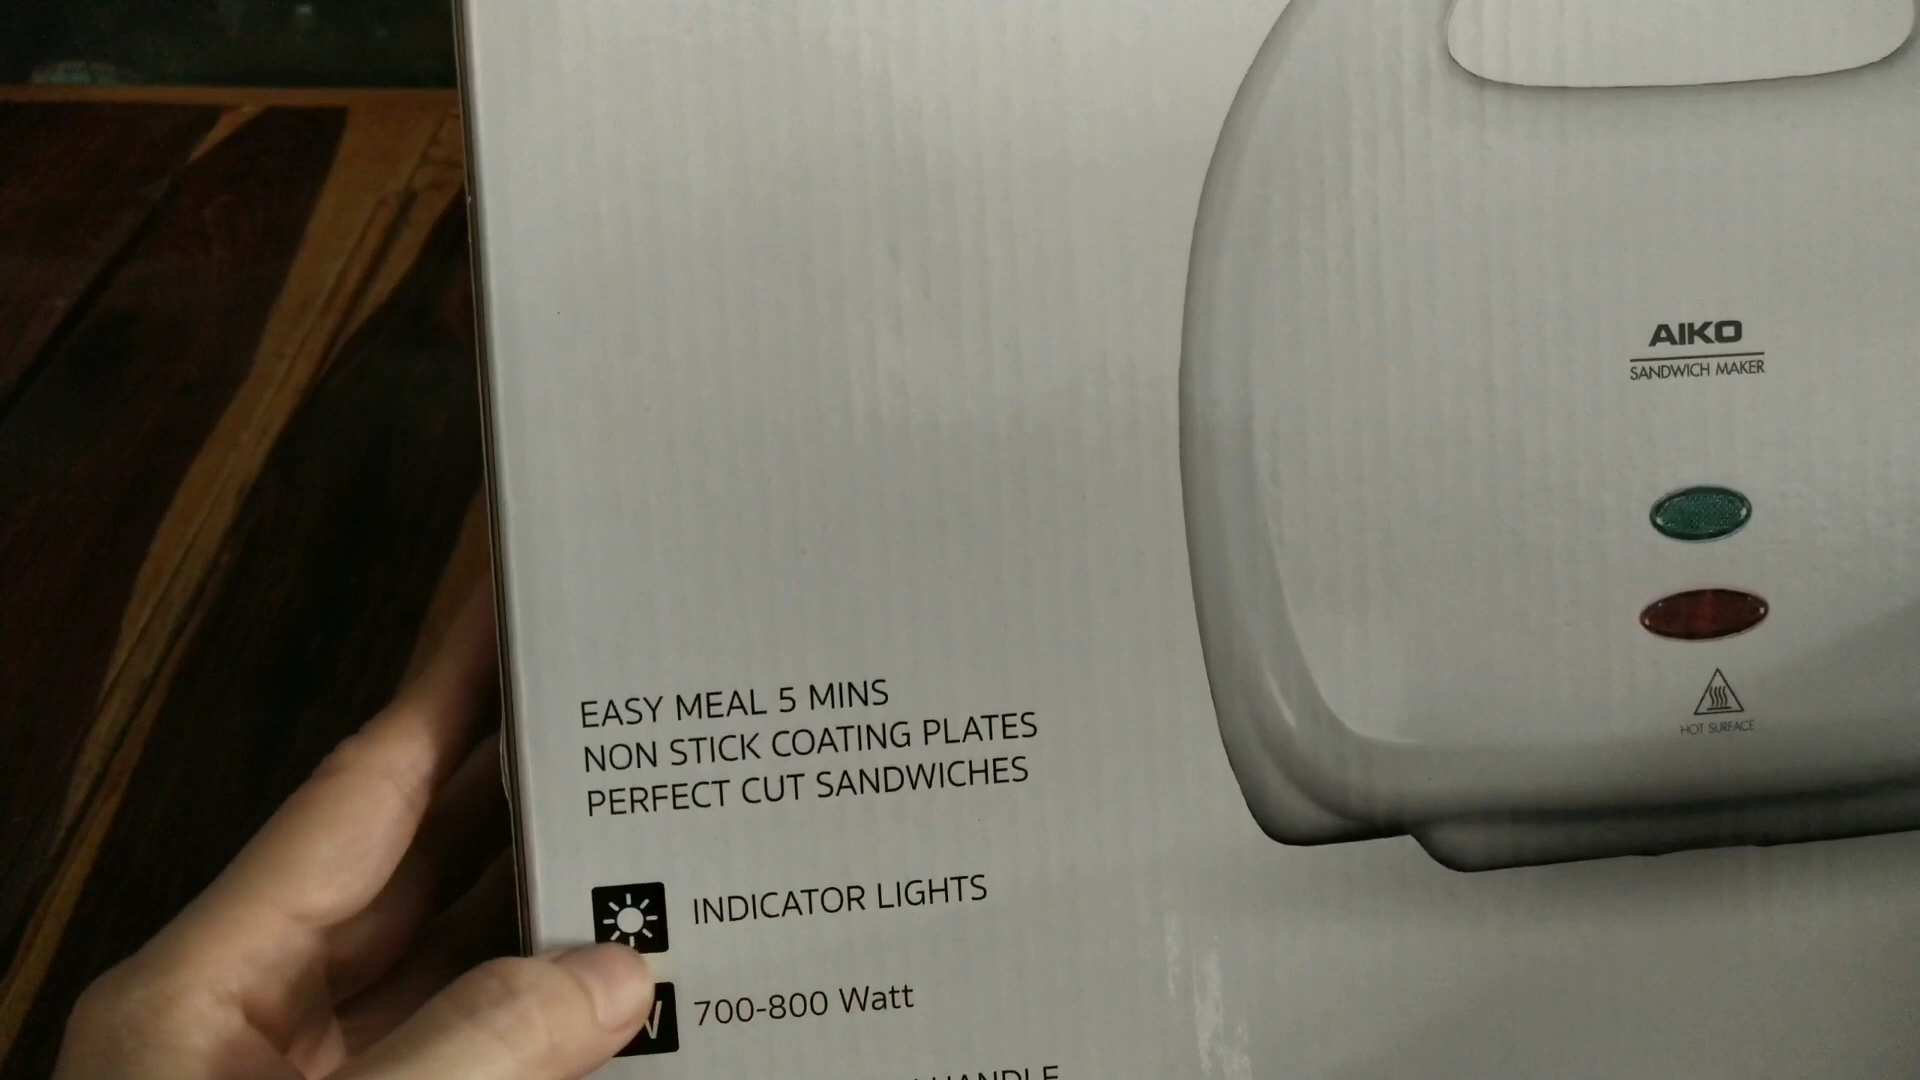 AIKO
SANDWICH MAKER
HOT SURFACE
EASY MEAL 5 MINS
NON STICK COATING PLATES
PERFECT CUT SANDWICHES
INDICATOR LIGHTS
700-800 Watt
HANDLE